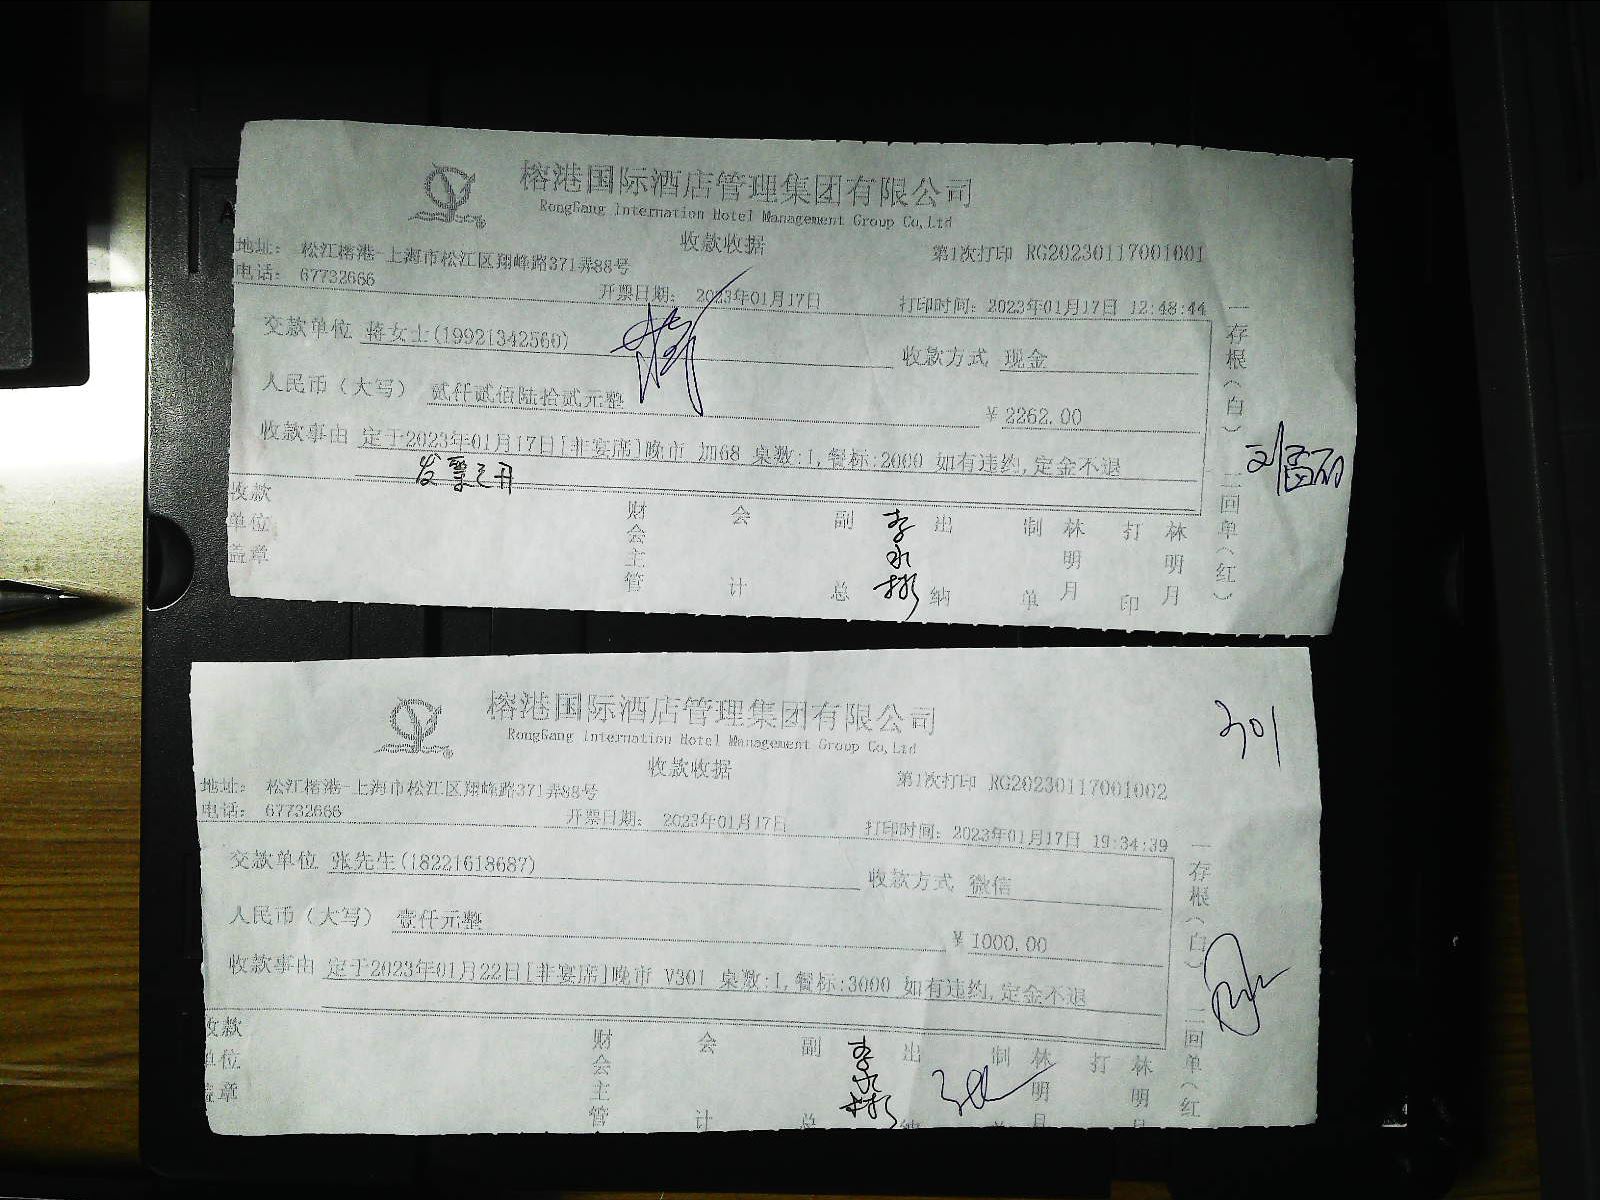 榕港国际酒店管理集团有限公司
RongGang Internation Hotel Management Group Co,Ltd
收款收据
第1次打印 RG20230117001001
地址： 松江榕港-上海市松江区翔峰路371弄88号
电话： 67732666
开票日期： 2023年01月17日
打印时间：2023年01月17日 12:48:44
交款单位 蒋女士(19921342560)
收款方式 现金
人民币（大写） 贰仟贰佰陆拾贰元整
￥2262.00
收款事由 定于2023年01月17日[非宴席]晚市 加68 桌数:1,餐标:2000 如有违约,定金不退
发票已开
收款单位盖章
财会主管
会计
副总
李永彬
出纳
制单
林明月
打印
林明月
一存根（白） 二回单（红）
榕港国际酒店管理集团有限公司
RongGang Internation Hotel Management Group Co,Ltd
收款收据
301
第1次打印 RG20230117001002
地址： 松江榕港-上海市松江区翔峰路371弄88号
电话： 67732666
开票日期： 2023年01月17日
打印时间：2023年01月17日 19:34:39
交款单位 张先生(18221618687)
收款方式 微信
人民币（大写） 壹仟元整
￥1000.00
收款事由 定于2023年01月22日[非宴席]晚市 V301 桌数:1,餐标:3000 如有违约,定金不退
收款单位盖章
财会主管
会计
副总
李永彬
出纳
制单
林明月
打印
林明月
一存根（白） 二回单（红